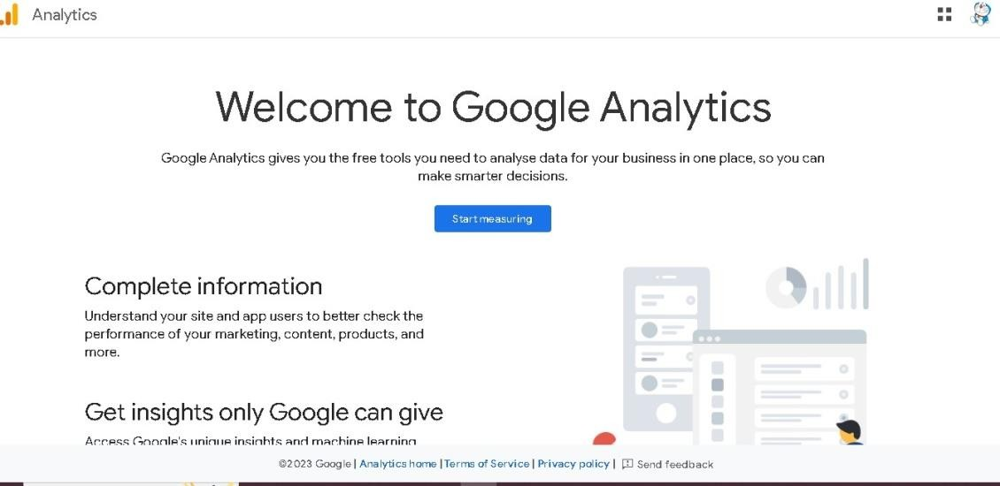 Analytics
Welcome to Google Analytics
Google Analytics gives you the free tools you need to analyse data for your business in one place, so you can
make smarter decisions.
Start measuring
Complete information
Understand your site and app users to better check the
performance of your marketing, content, products, and
more.
Get insights only Google can give
Access Google's unique insights and machine learning
©2023 Google | Analytics home | Terms of Service | Privacy policy | Send feedback